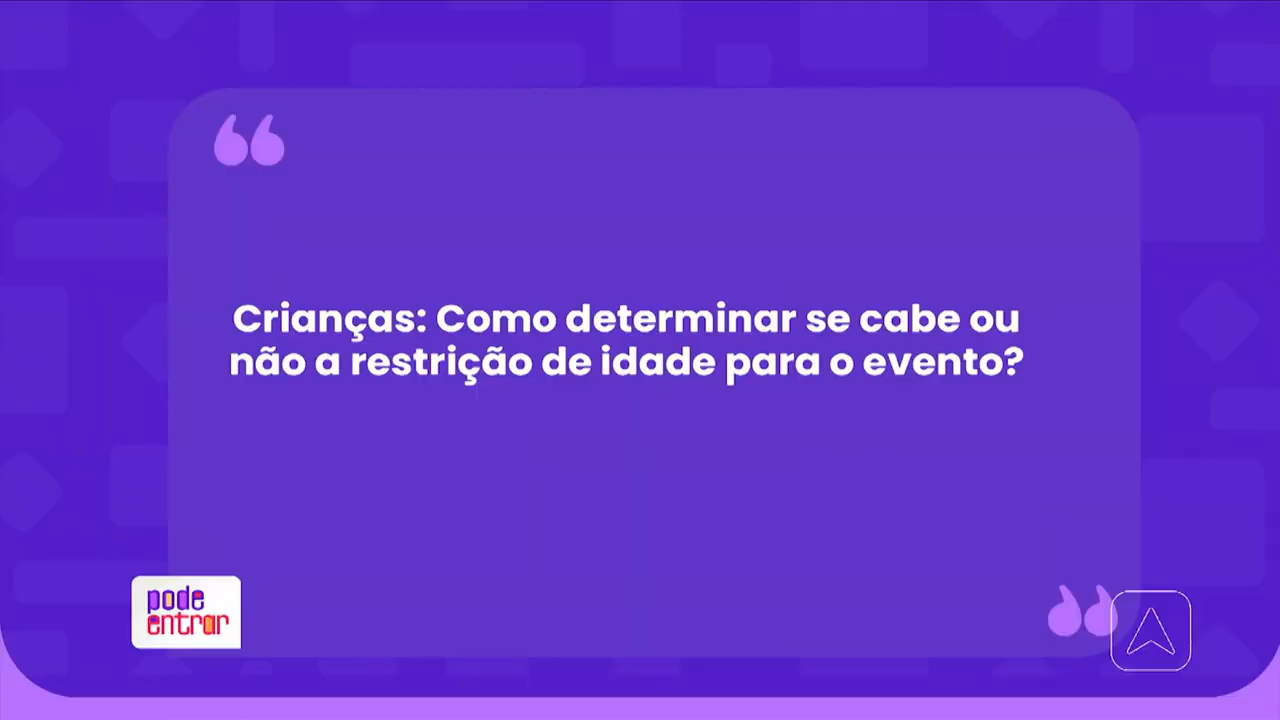 Crianças: Como determinar se cabe ou
não a restrição de idade para o evento?
pode
entrar